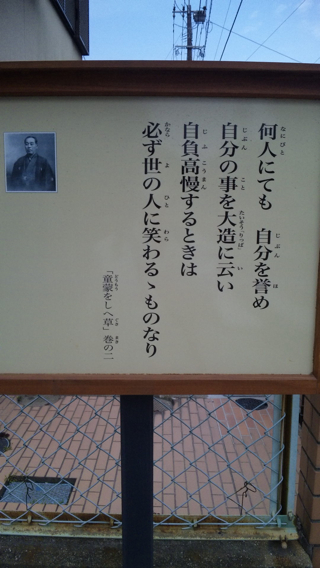 何人にても　自分を誉め
自分の事を大造に云い
自負高慢するときは
必ず世の人に笑わるゝものなり
「童蒙をしへ草」巻の二